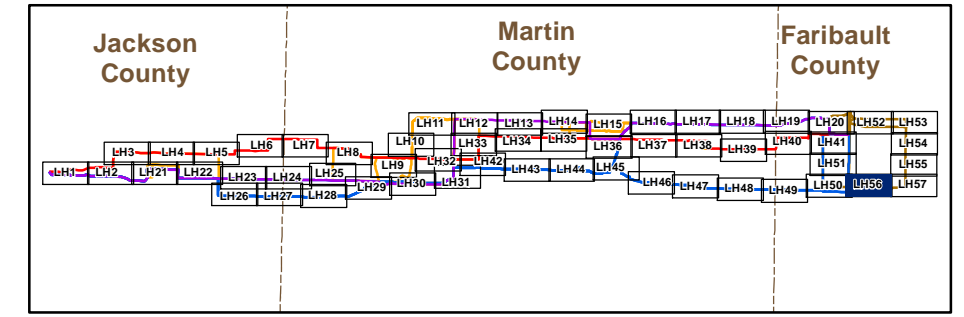 Jackson
County
Martin
County
Faribault
County
LH11 LH12 LH13 LH14 LH15 LH16 LH17 LH18 LH19 LH20 LH52 LH53
LH3 LH4 LH5 LH6 LH7 LH8 LH10 LH33 LH34 LH35 LH36 LH37 LH38 LH39 LH40 LH41 LH54
LH1 LH2 LH21 LH22 LH23 LH24 LH25 LH9 LH32 LH42 LH43 LH44 LH45 LH51 LH55
LH26 LH27 LH28 LH29 LH30 LH31 LH46 LH47 LH48 LH49 LH50 LH56 LH57